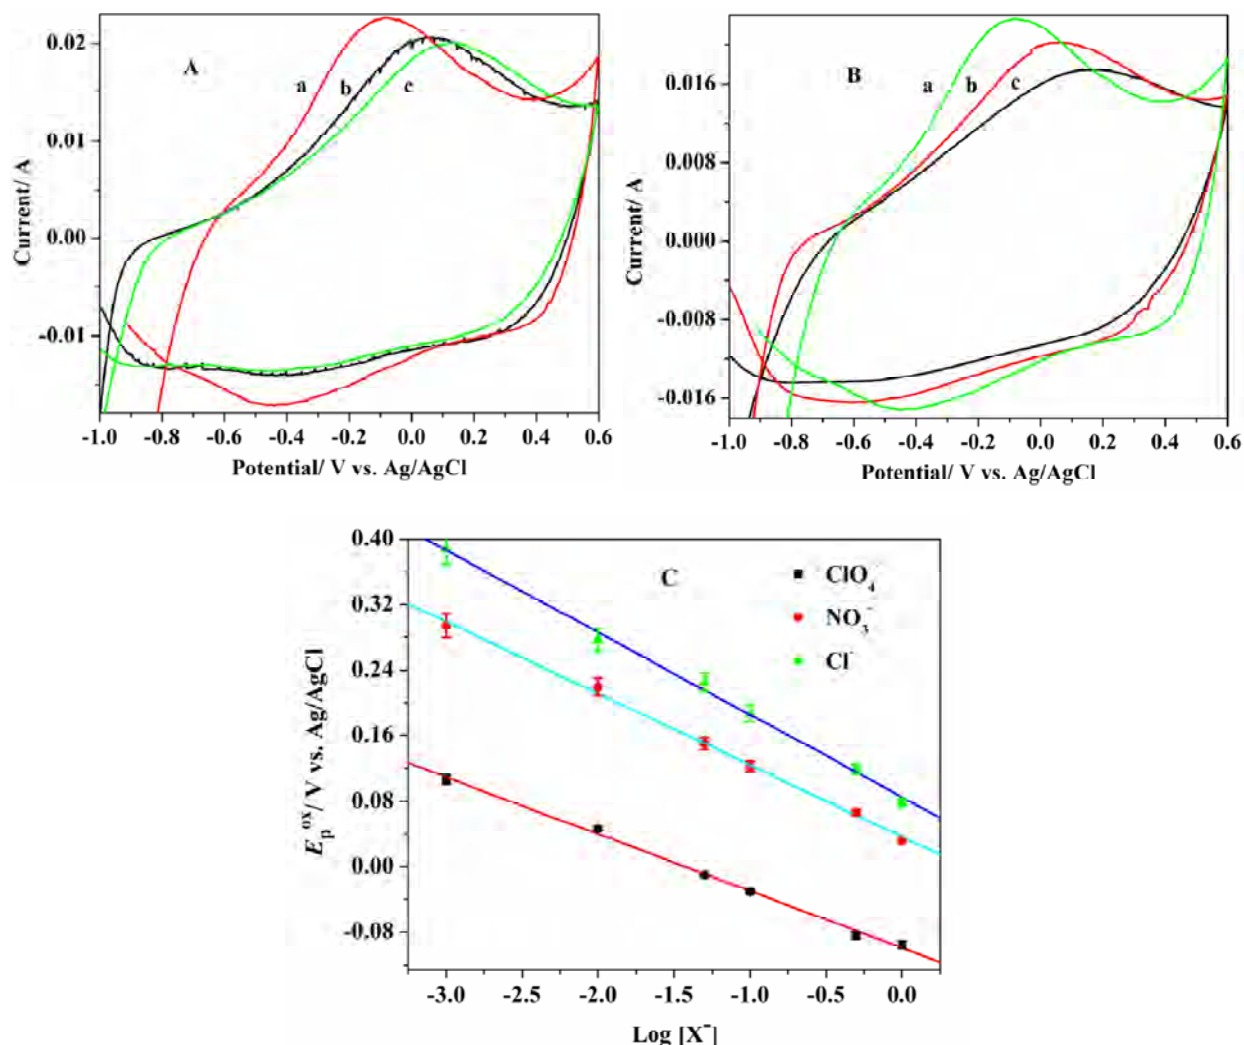 A
a
b
c
Current/ A
0.02
0.01
0.00
-0.01
-1.0 -0.8 -0.6 -0.4 -0.2 0.0 0.2 0.4 0.6
Potential/ V vs. Ag/AgCl
B
a
b
c
Current/ A
0.016
0.008
0.000
-0.008
-0.016
-1.0 -0.8 -0.6 -0.4 -0.2 0.0 0.2 0.4 0.6
Potential/ V vs. Ag/AgCl
C
ClO₄⁻
NO₃⁻
Cl⁻
Eₚᵒˣ/ V vs. Ag/AgCl
0.40
0.32
0.24
0.16
0.08
0.00
-0.08
-3.0 -2.5 -2.0 -1.5 -1.0 -0.5 0.0
Log [X⁻]